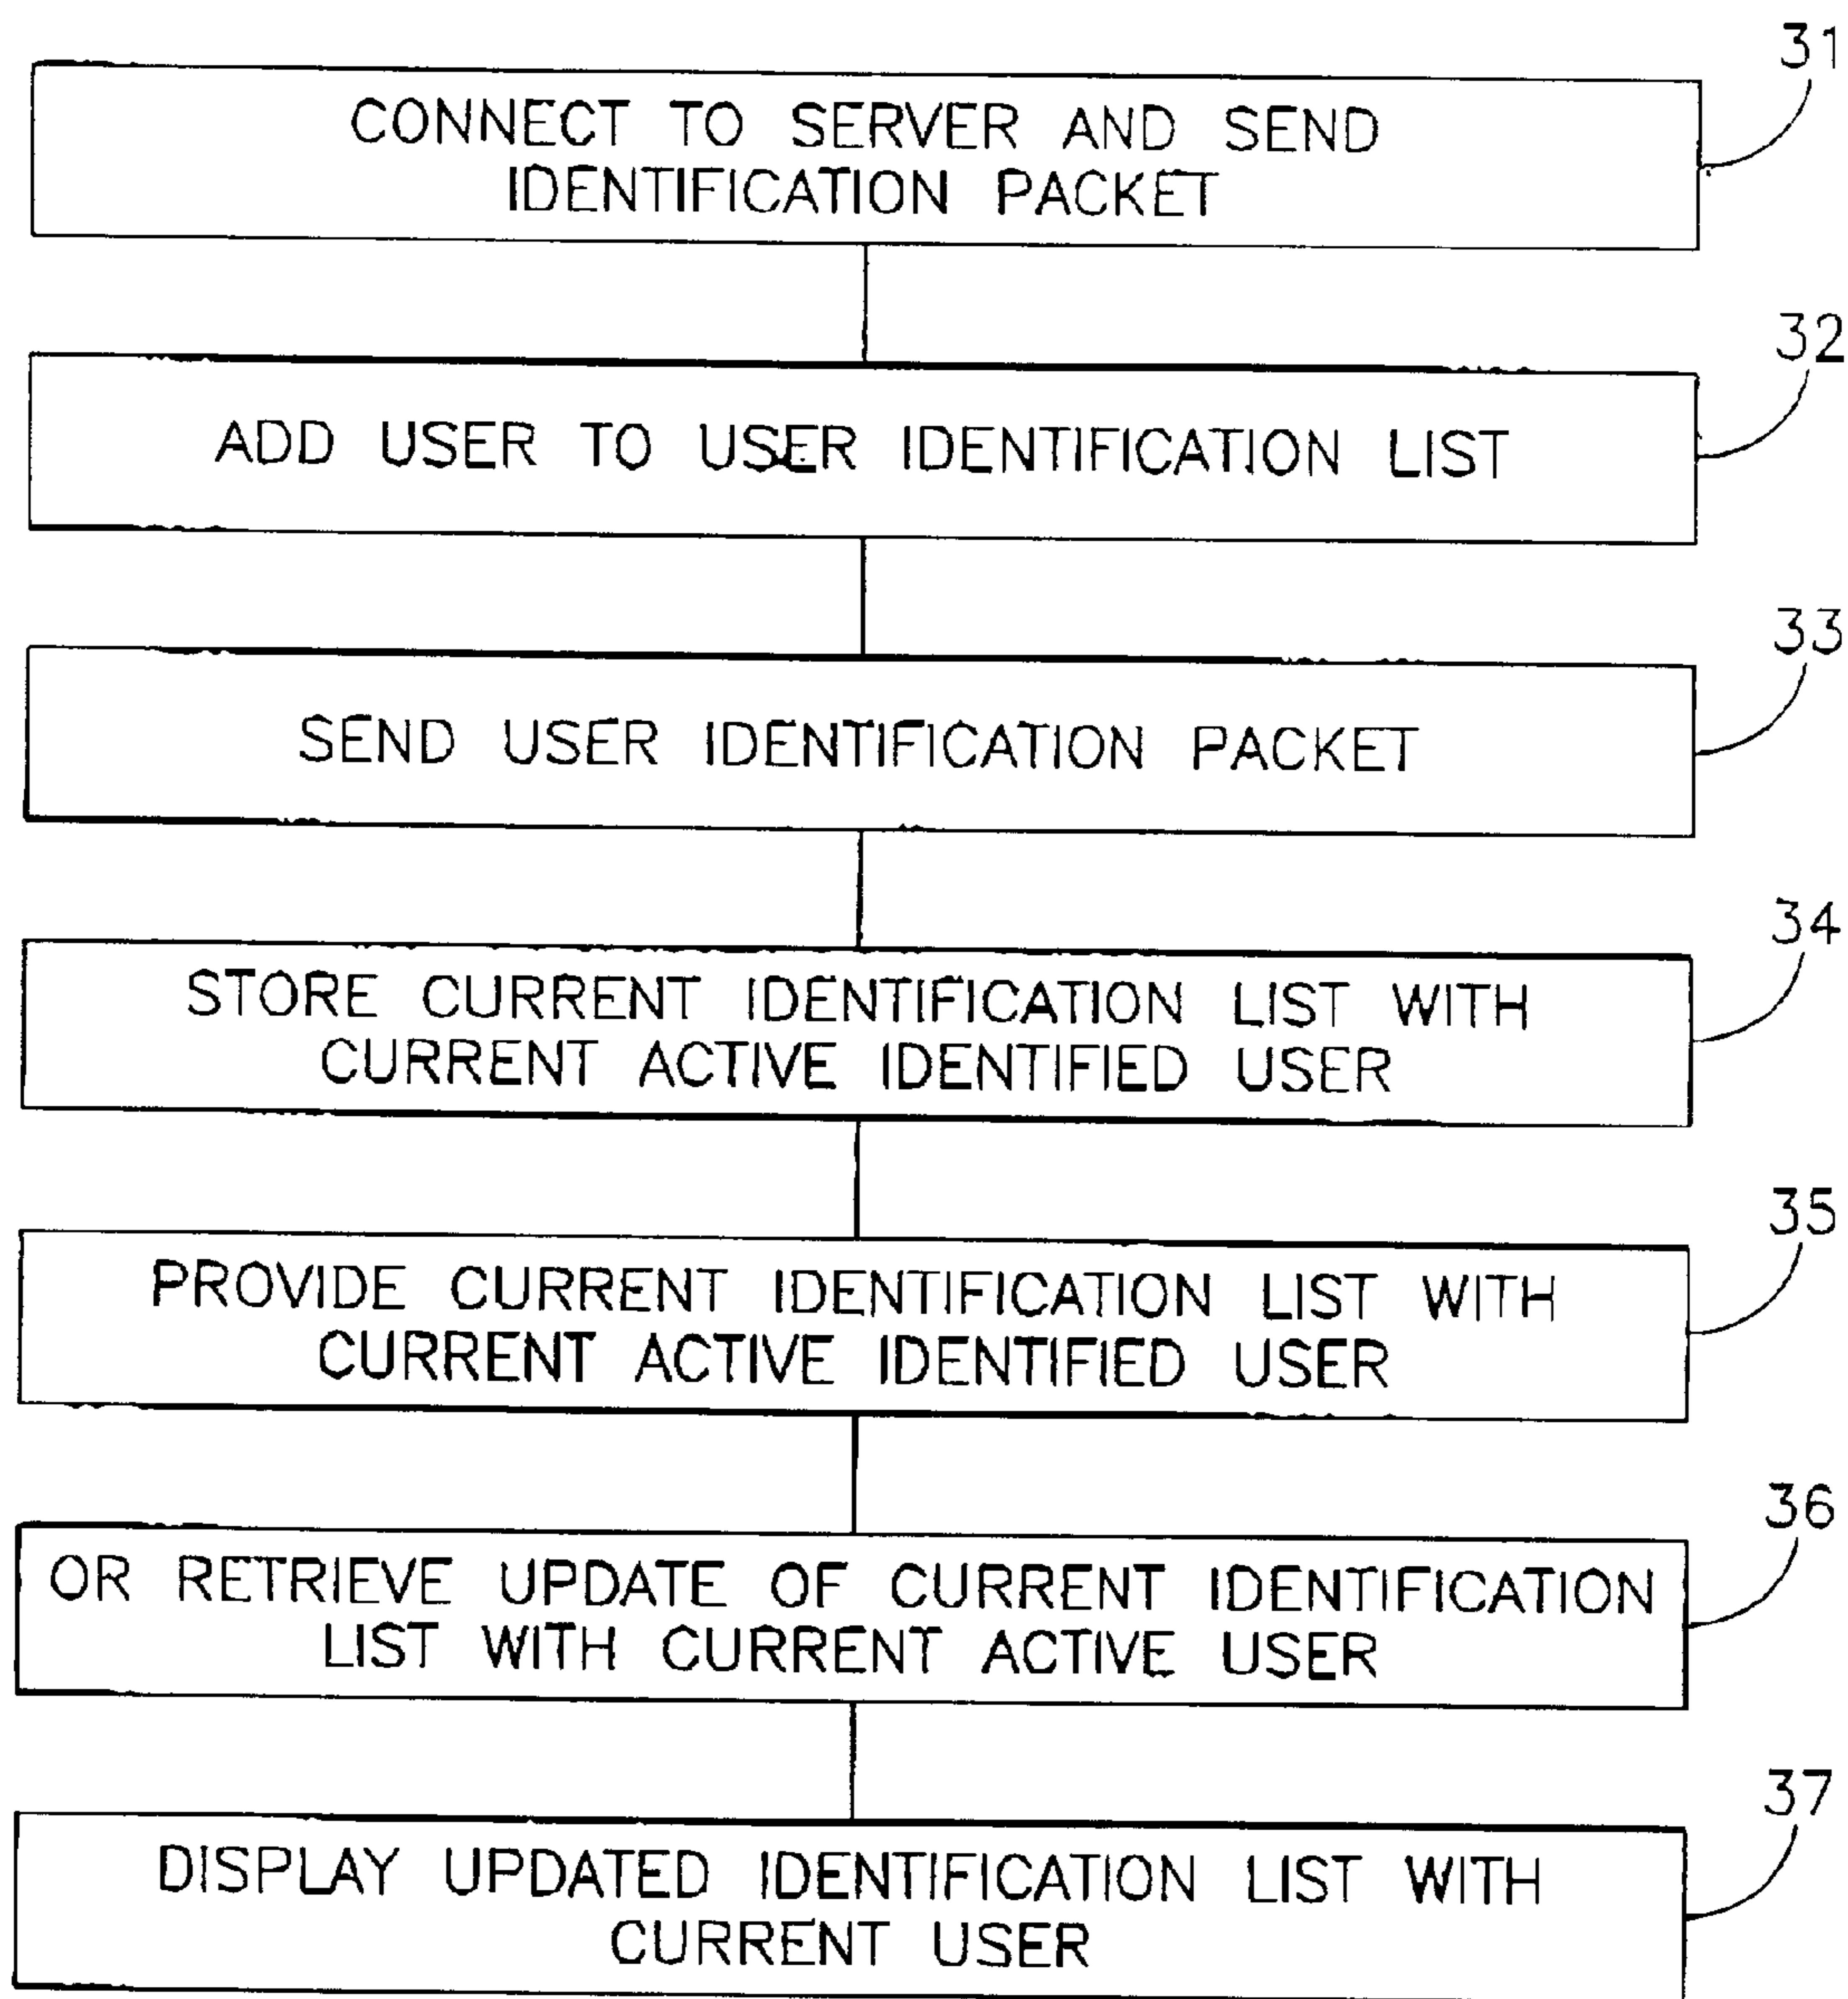 31
CONNECT TO SERVER AND SEND
IDENTIFICATION PACKET
32
ADD USER TO USER IDENTIFICATION LIST
33
SEND USER IDENTIFICATION PACKET
34
STORE CURRENT IDENTIFICATION LIST WITH
CURRENT ACTIVE IDENTIFIED USER
35
PROVIDE CURRENT IDENTIFICATION LIST WITH
CURRENT ACTIVE IDENTIFIED USER
36
OR RETRIEVE UPDATE OF CURRENT IDENTIFICATION
LIST WITH CURRENT ACTIVE USER
37
DISPLAY UPDATED IDENTIFICATION LIST WITH
CURRENT USER